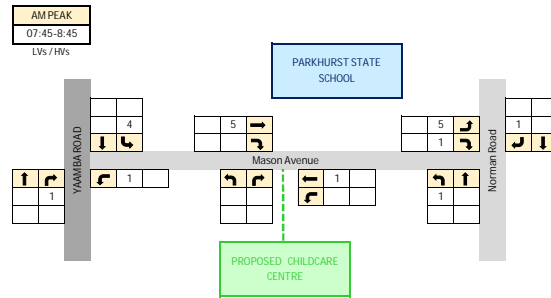 AM PEAK
07:45-8:45
LVs / HVs
PARKHURST STATE
SCHOOL
4
5
5
1
1
Mason Avenue
YAAMBA ROAD
Norman Road
1
1
1
1
PROPOSED CHILDCARE
CENTRE